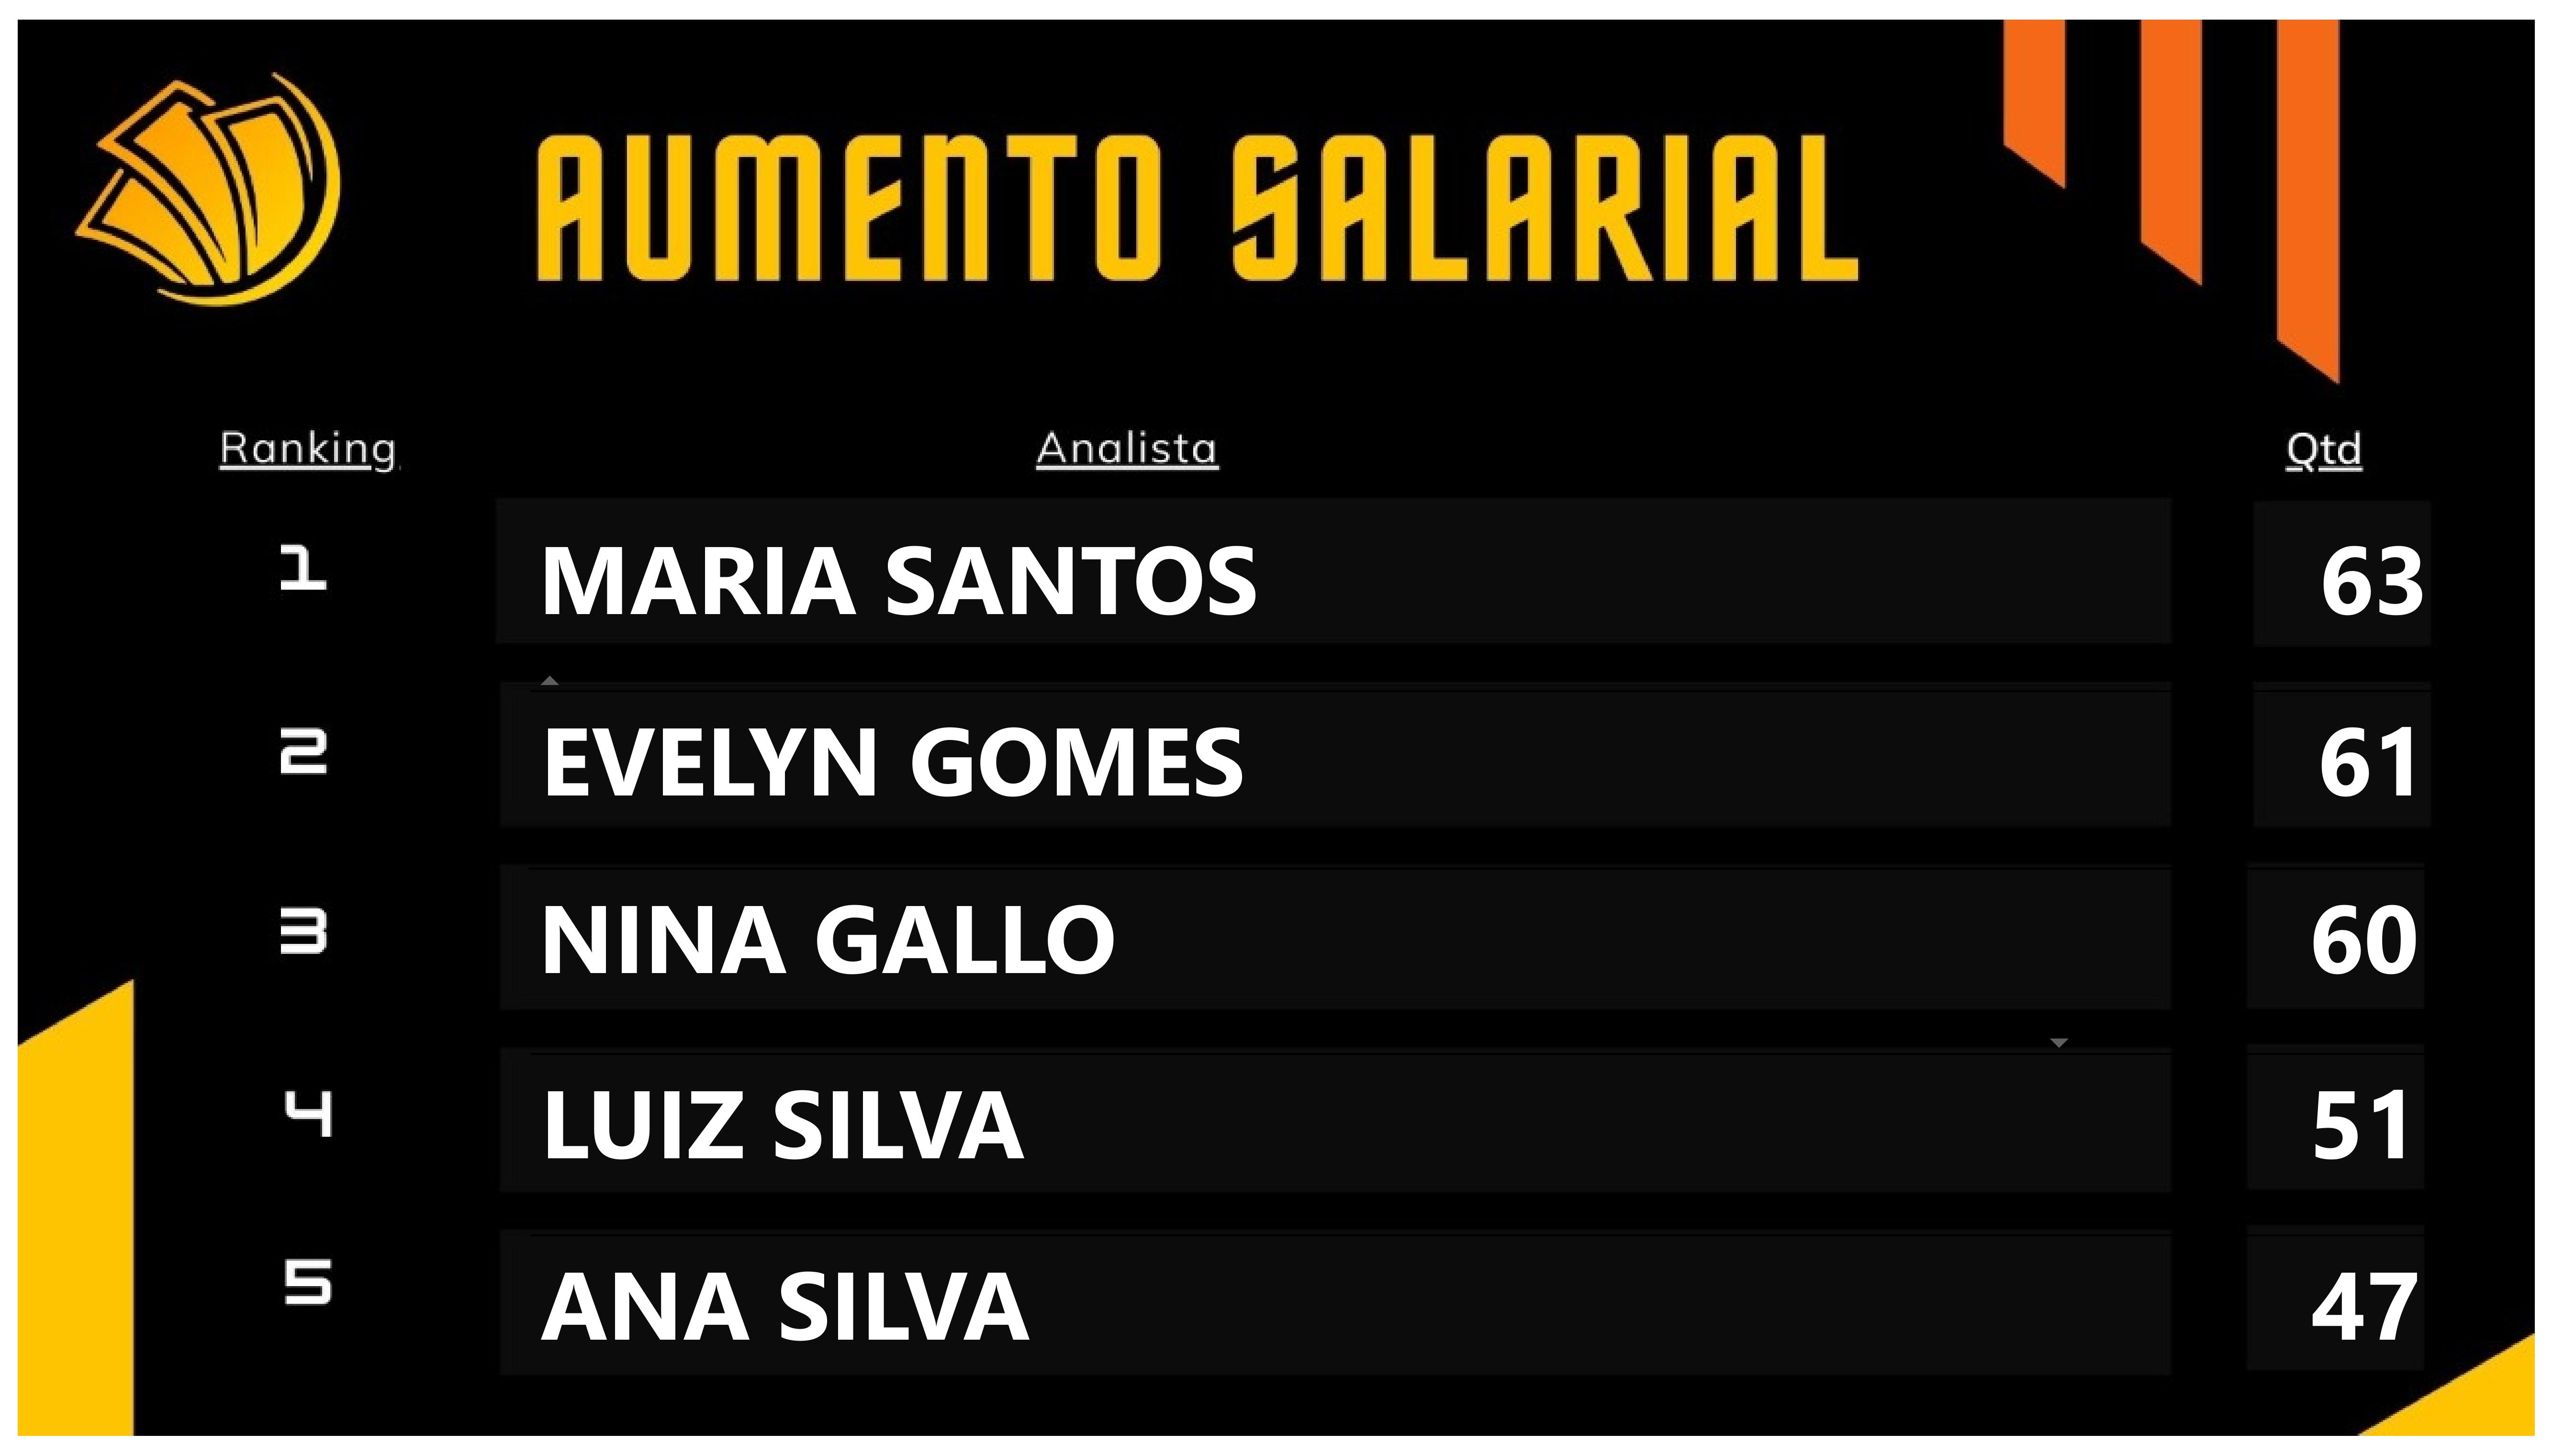 AUMENTO SALARIAL
Ranking Analista Qtd
1 MARIA SANTOS 63
2 EVELYN GOMES 61
3 NINA GALLO 60
4 LUIZ SILVA 51
5 ANA SILVA 47